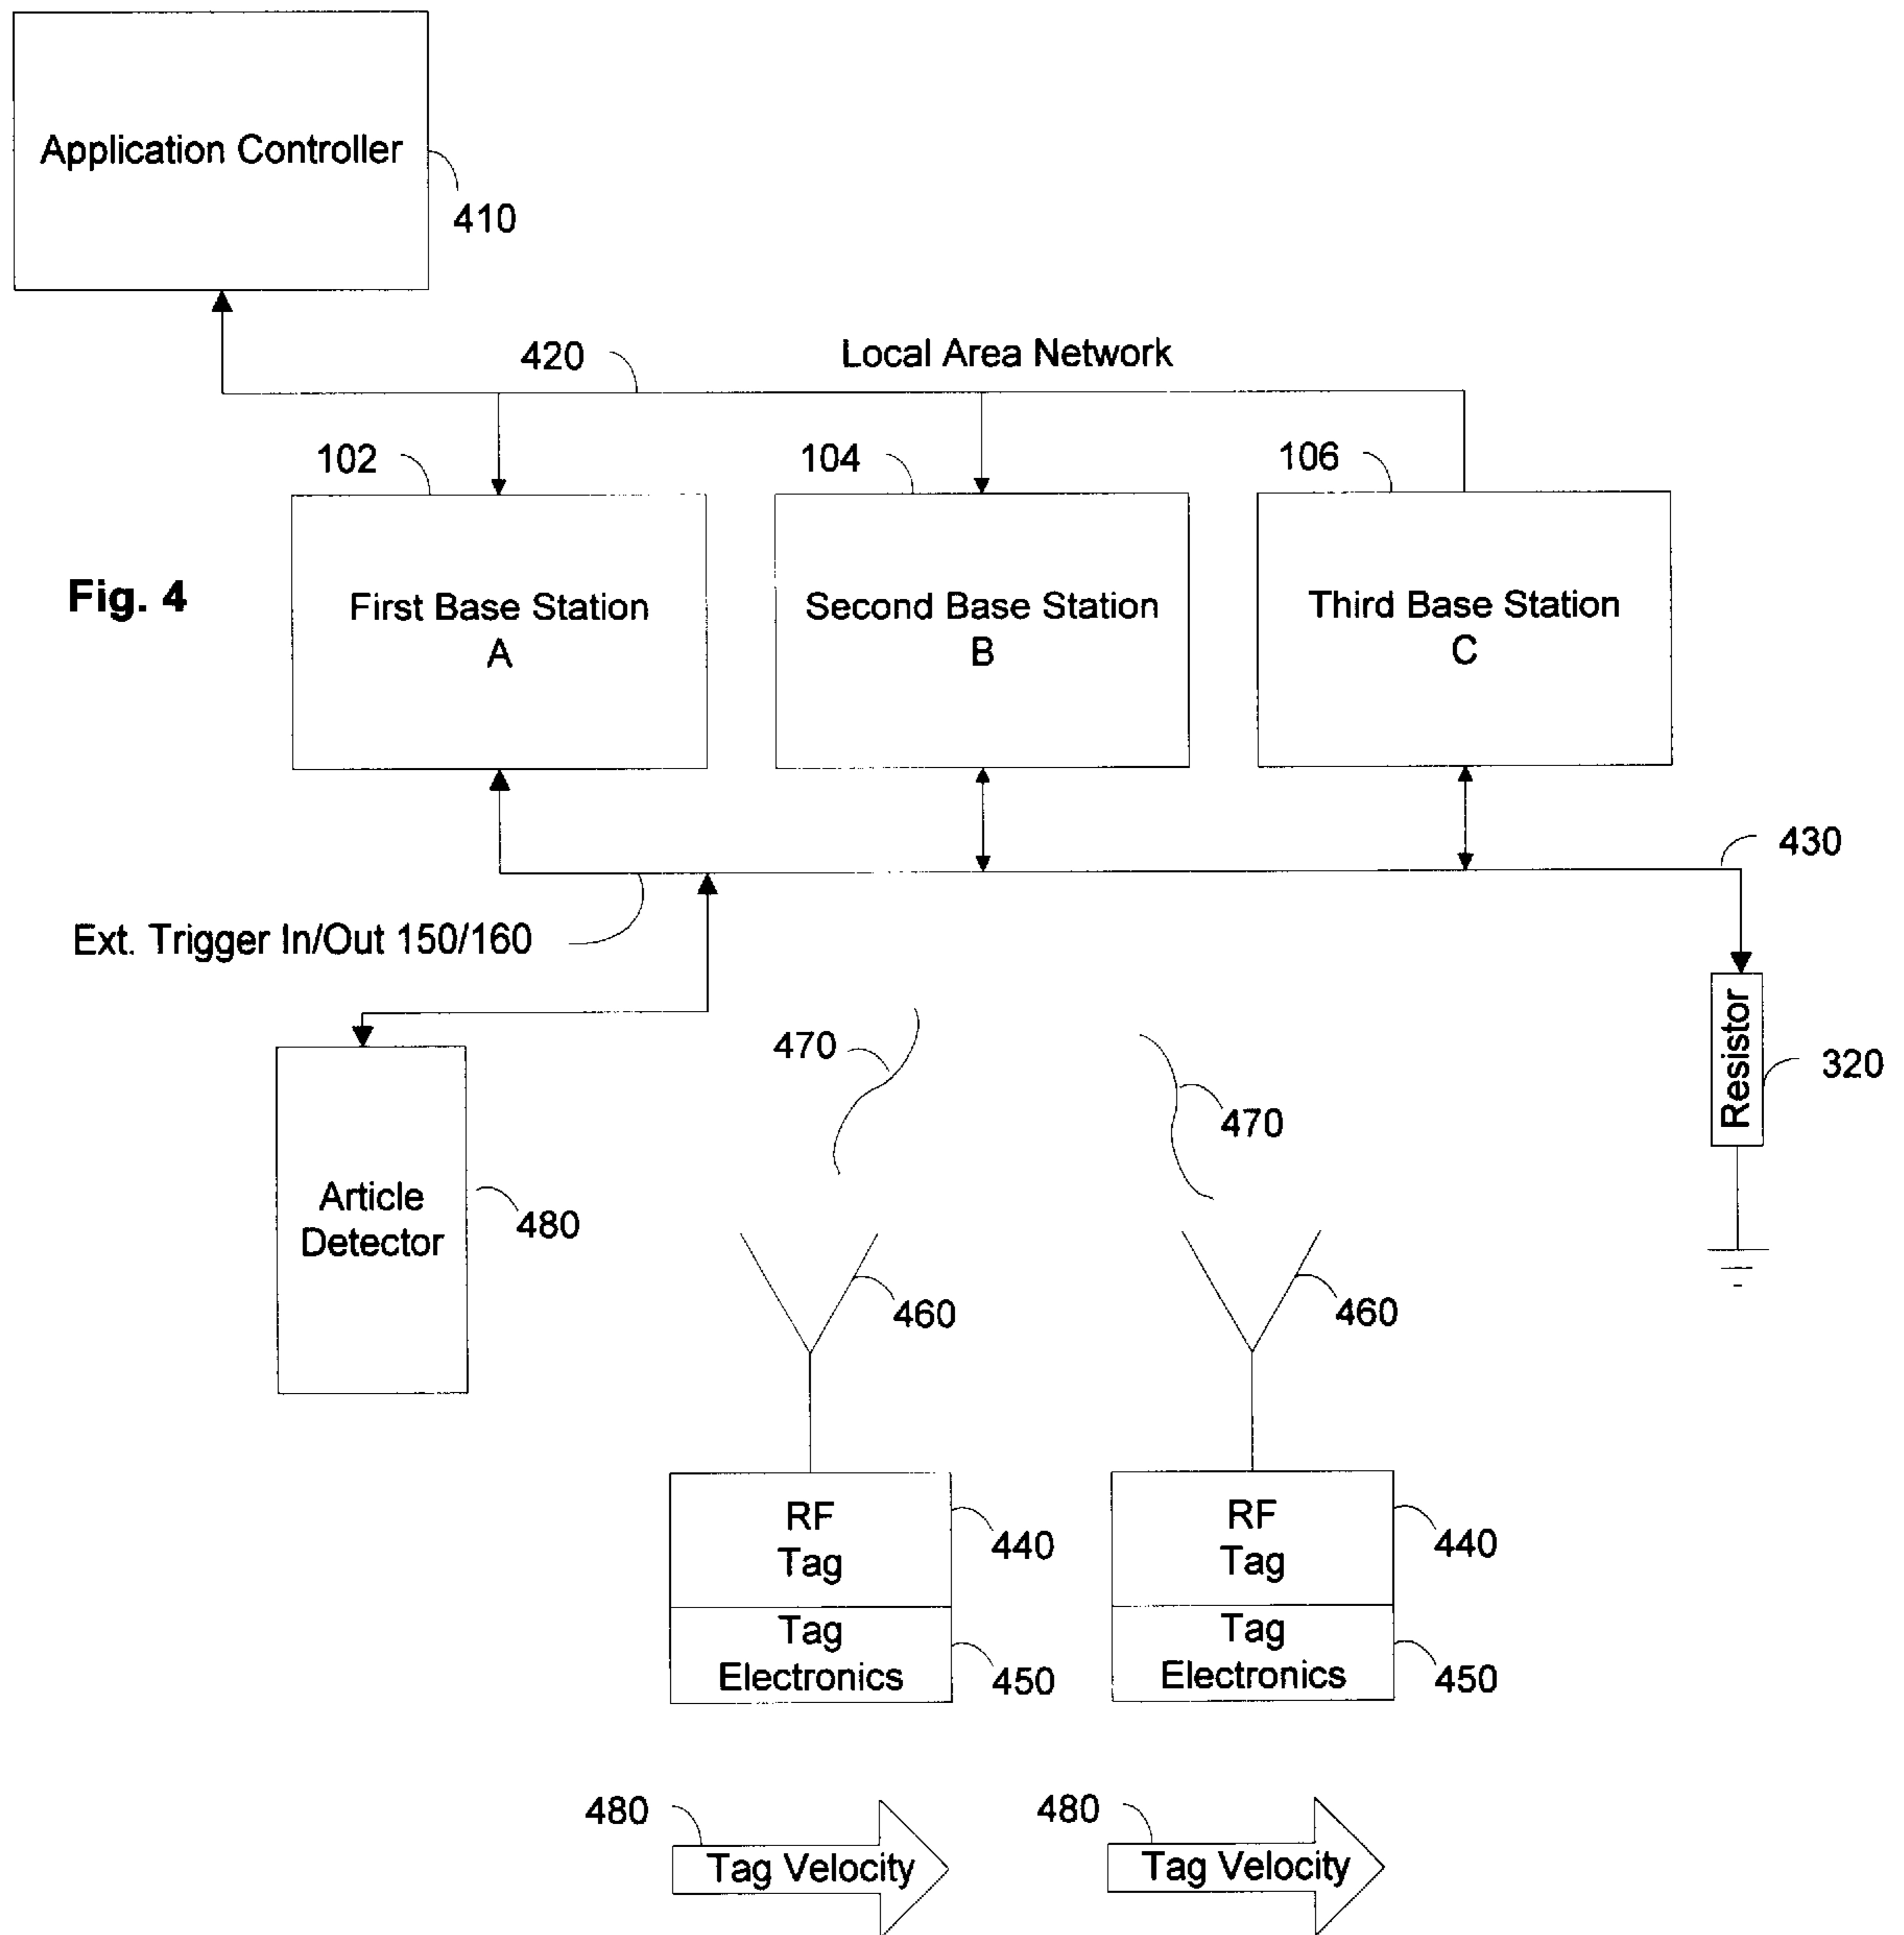 Application Controller
410
420
Local Area Network
102
104
106
Fig. 4
First Base Station
A
Second Base Station
B
Third Base Station
C
430
Ext. Trigger In/Out 150/160
470
470
Resistor
320
Article
Detector
480
460
460
RF
Tag
440
RF
Tag
440
Tag
Electronics
450
Tag
Electronics
450
480
Tag Velocity
480
Tag Velocity